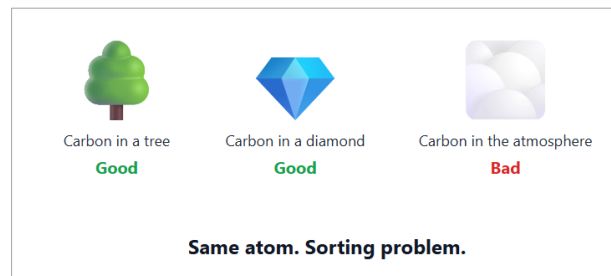 Carbon in a tree
Good
Carbon in a diamond
Good
Carbon in the atmosphere
Bad
Same atom. Sorting problem.